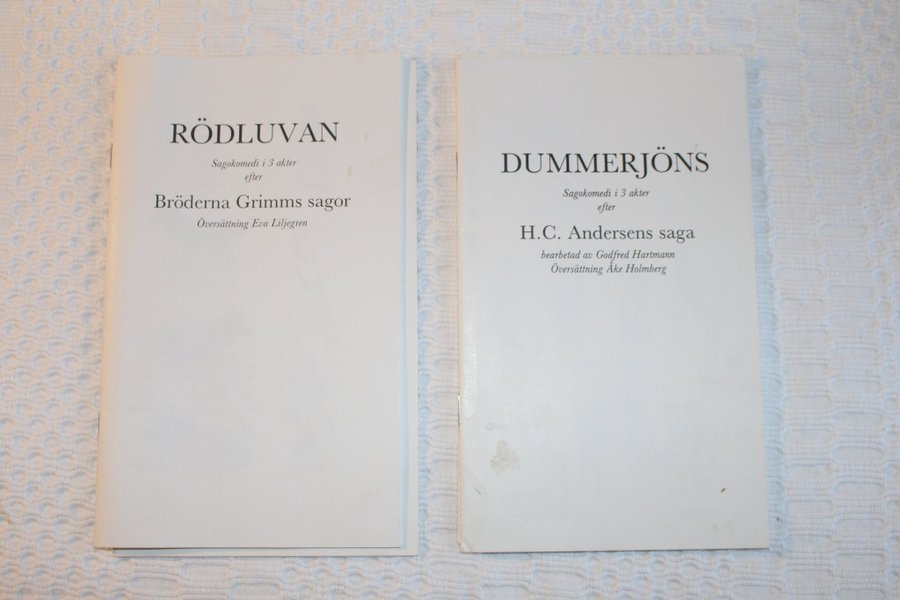 RÖDLUVAN
Sagokomedi i 3 akter
efter
Bröderna Grimms sagor
Översättning Eva Liljegren
DUMMERJÖNS
Sagokomedi i 3 akter
efter
H.C. Andersens saga
bearbetad av Godfred Hartmann
Översättning Åke Holmberg